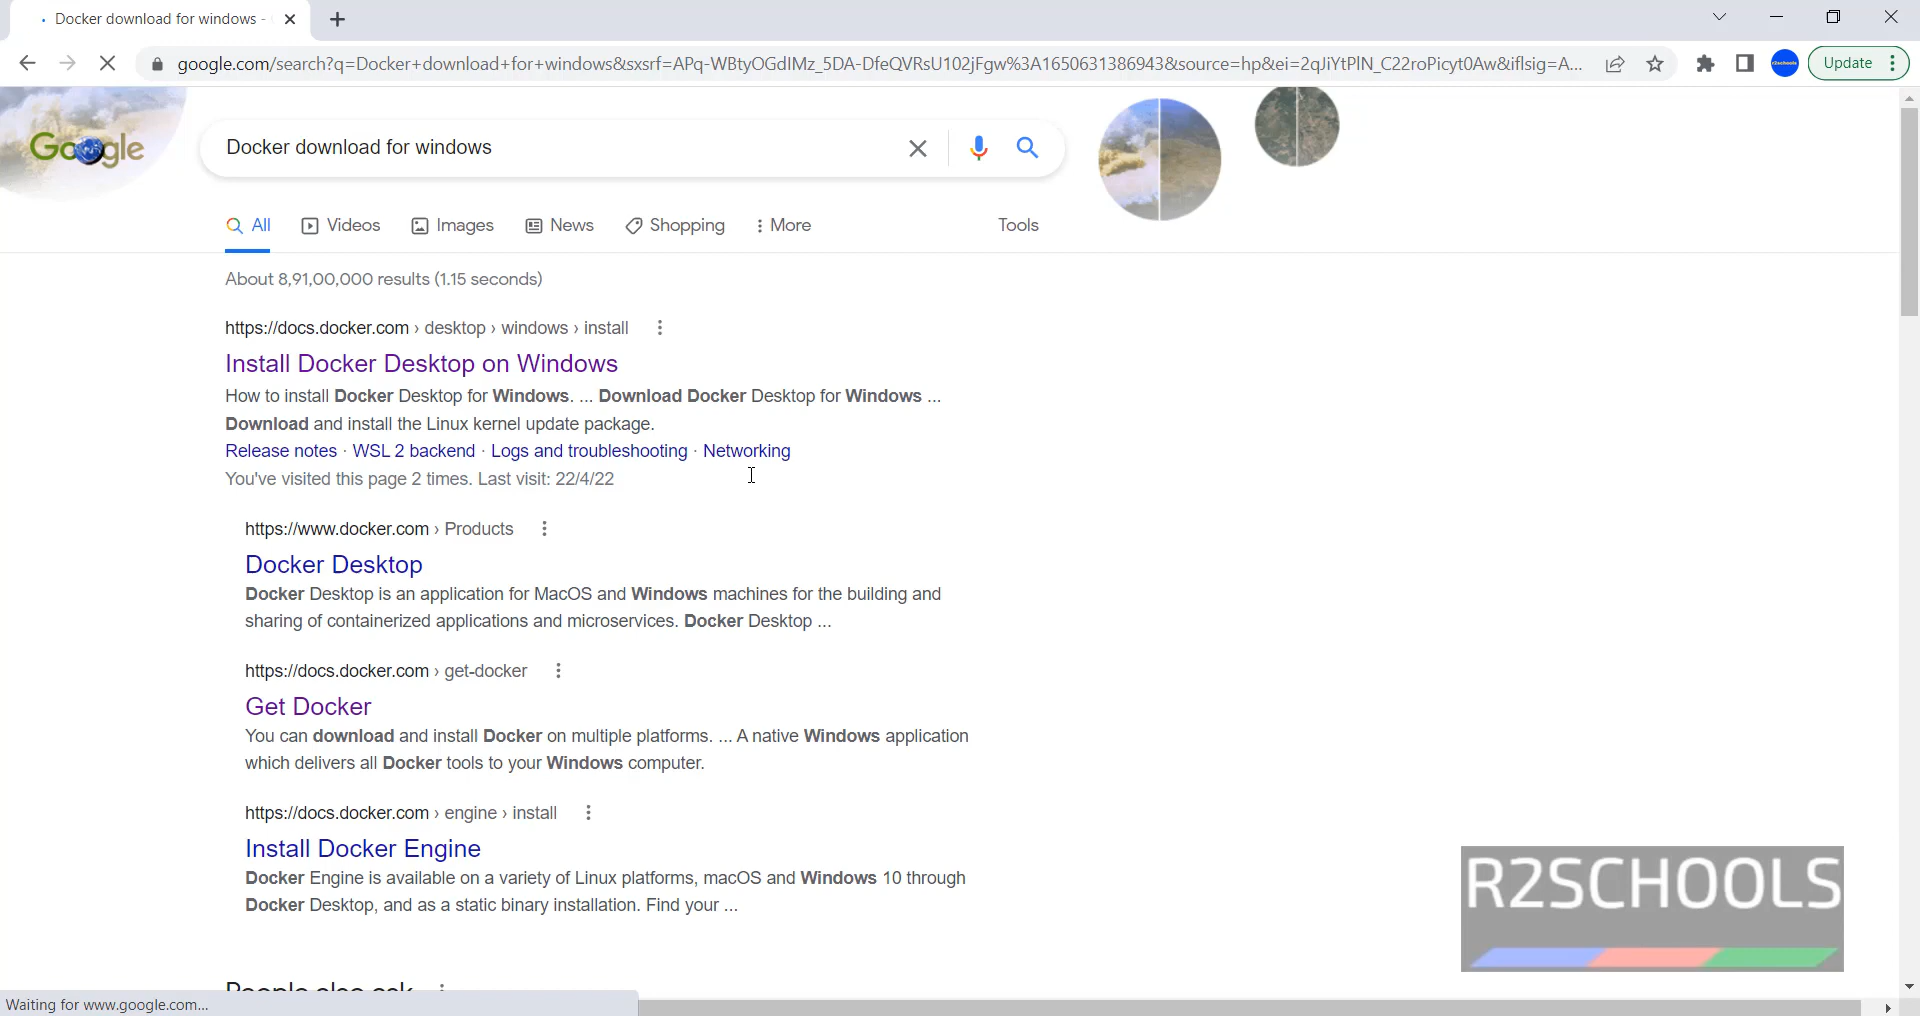 Docker download for windows -
google.com/search?q=Docker+download+for+windows&sxsrf=APq-WBtyOGdIMz_5DA-DfeQVRsU102jFgw%3A1650631386943&source=hp&ei=2qJiYtPlN_C22roPicyt0Aw&iflsig=A...
r2schools
Update
Google
Docker download for windows
All
Videos
Images
News
Shopping
More
Tools
About 8,91,00,000 results (1.15 seconds)
https://docs.docker.com › desktop › windows › install
Install Docker Desktop on Windows
How to install Docker Desktop for Windows. ... Download Docker Desktop for Windows ...
Download and install the Linux kernel update package.
Release notes · WSL 2 backend · Logs and troubleshooting · Networking
You've visited this page 2 times. Last visit: 22/4/22
https://www.docker.com › Products
Docker Desktop
Docker Desktop is an application for MacOS and Windows machines for the building and
sharing of containerized applications and microservices. Docker Desktop ...
https://docs.docker.com › get-docker
Get Docker
You can download and install Docker on multiple platforms. ... A native Windows application
which delivers all Docker tools to your Windows computer.
https://docs.docker.com › engine › install
Install Docker Engine
Docker Engine is available on a variety of Linux platforms, macOS and Windows 10 through
Docker Desktop, and as a static binary installation. Find your ...
R2SCHOOLS
People also ask
Waiting for www.google.com...